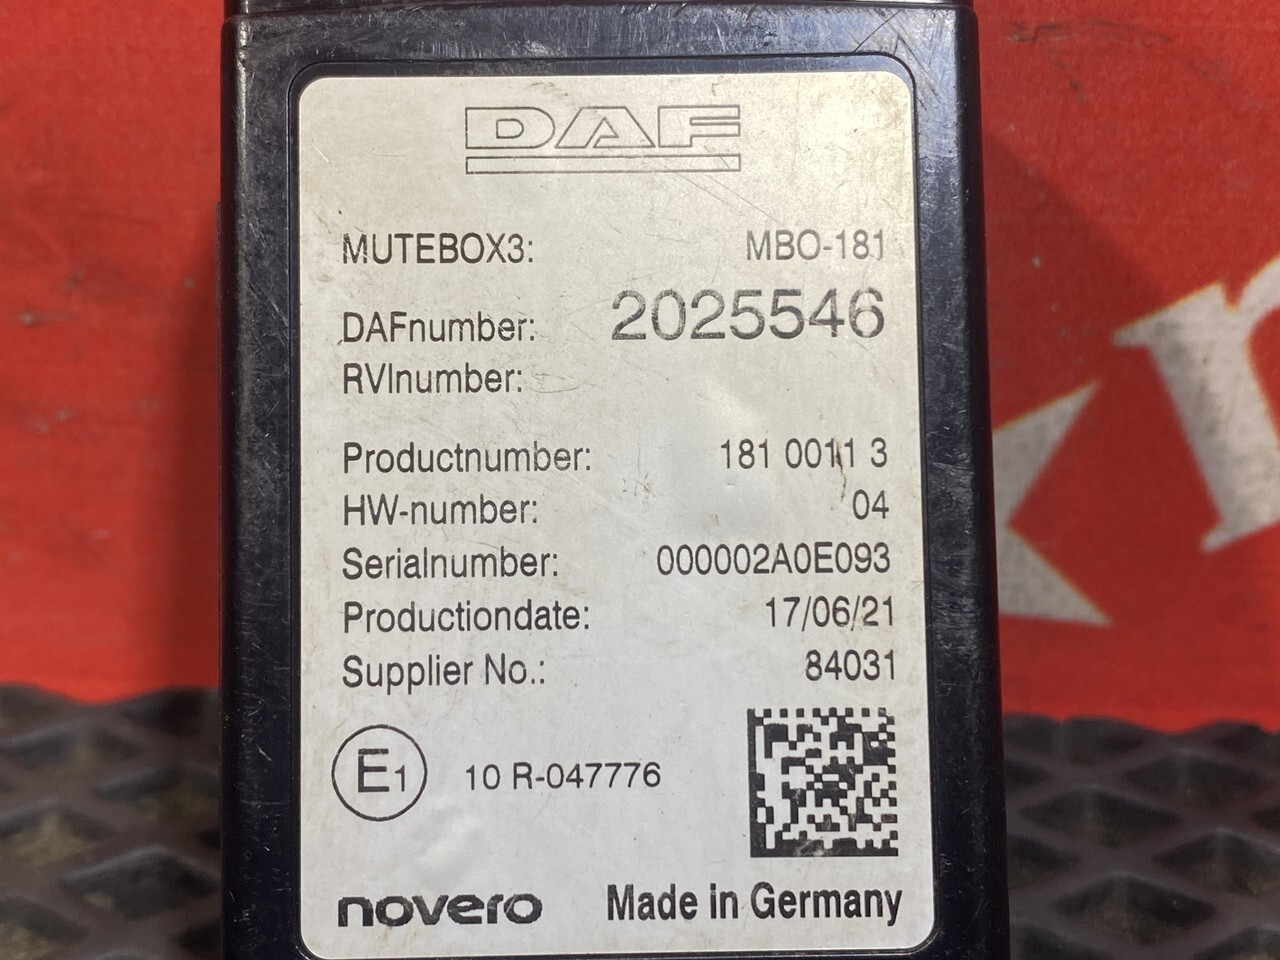 DAF
MUTEBOX3: MBO-181
DAFnumber: 2025546
RVInumber:
Productnumber: 181 0011 3
HW-number: 04
Serialnumber: 000002A0E093
Productiondate: 17/06/21
Supplier No.: 84031
E1 10 R-047776
novero Made in Germany